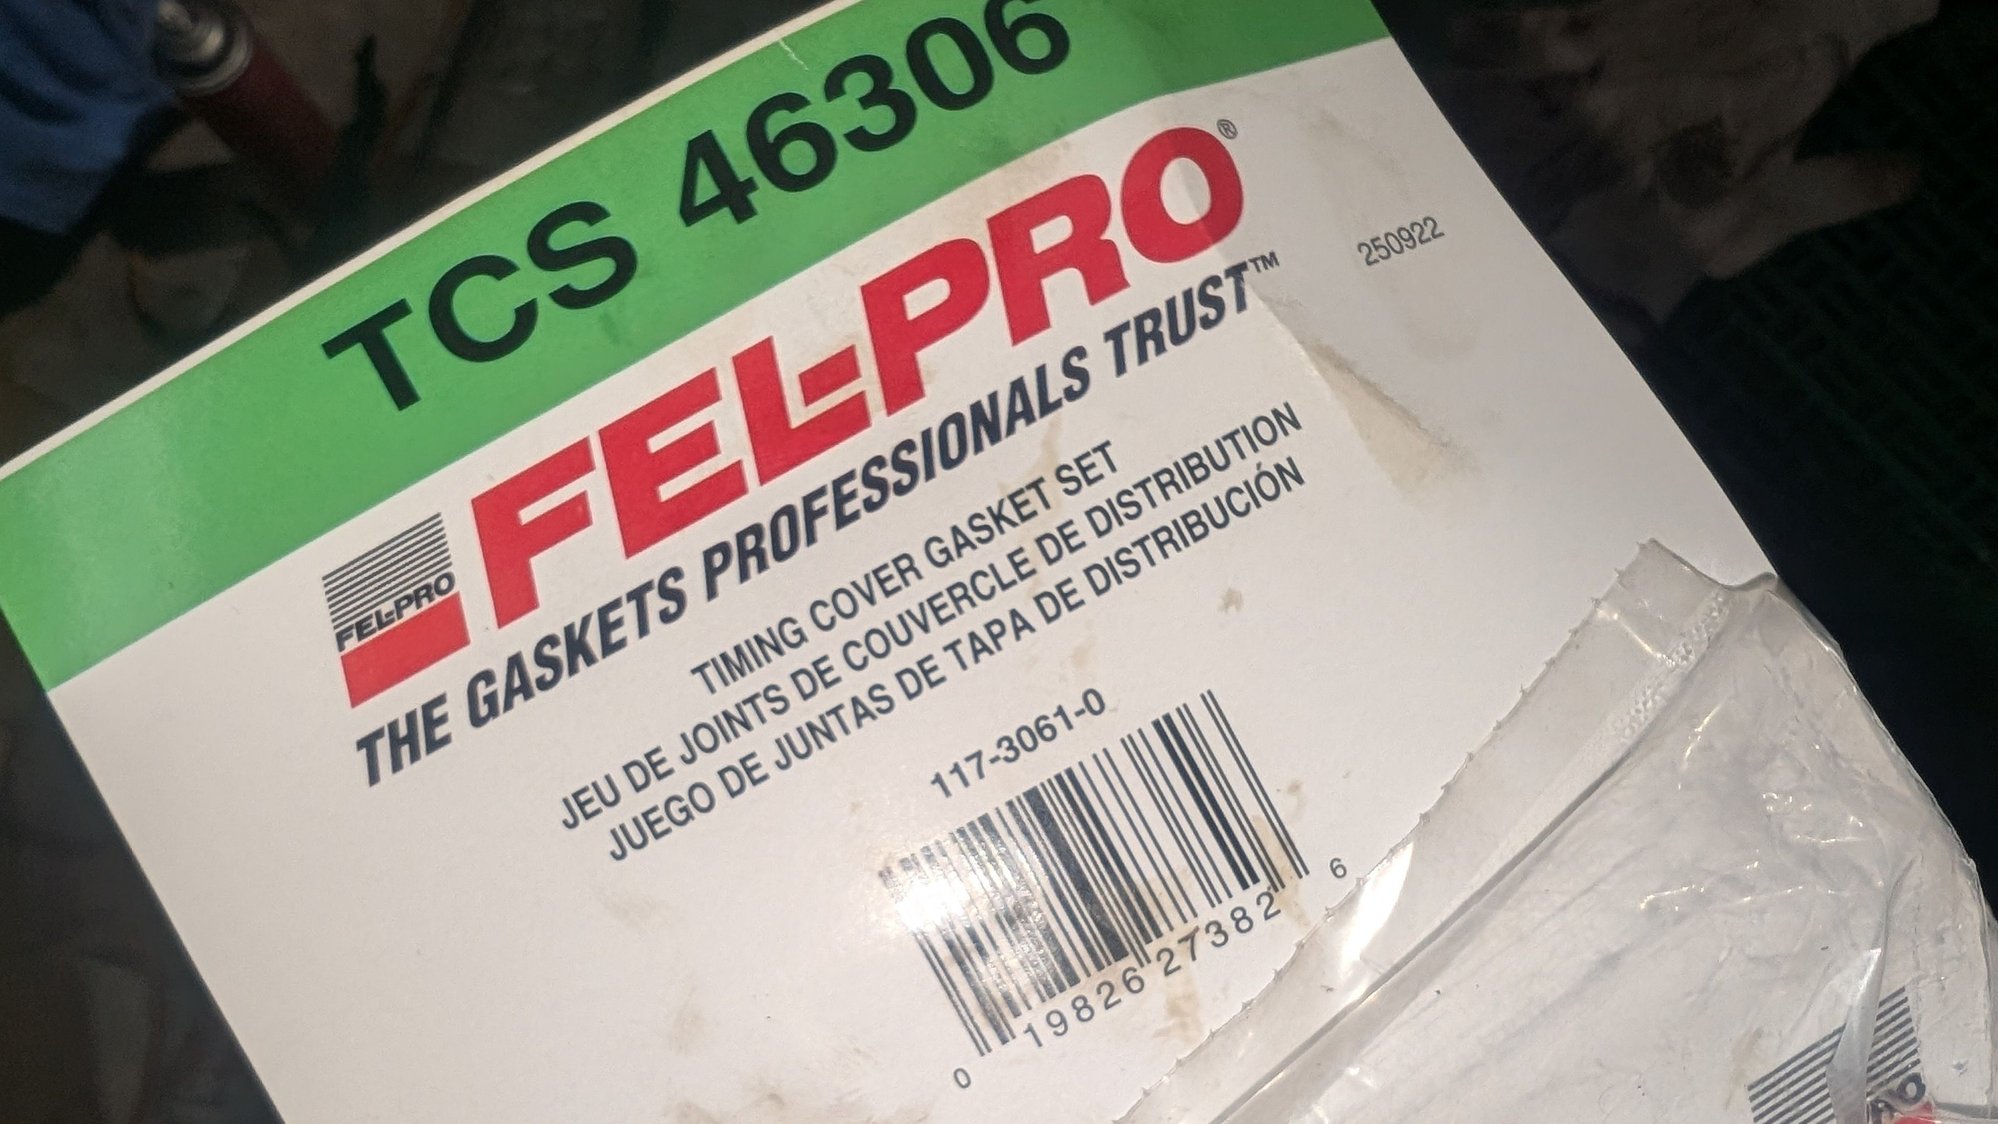 TCS 46306
FEL-PRO®
FEL-PRO
THE GASKETS PROFESSIONALS TRUST™
250922
TIMING COVER GASKET SET
JEU DE JOINTS DE COUVERCLE DE DISTRIBUTION
JUEGO DE JUNTAS DE TAPA DE DISTRIBUCIÓN
117-3061-0
0 19826 27382 6